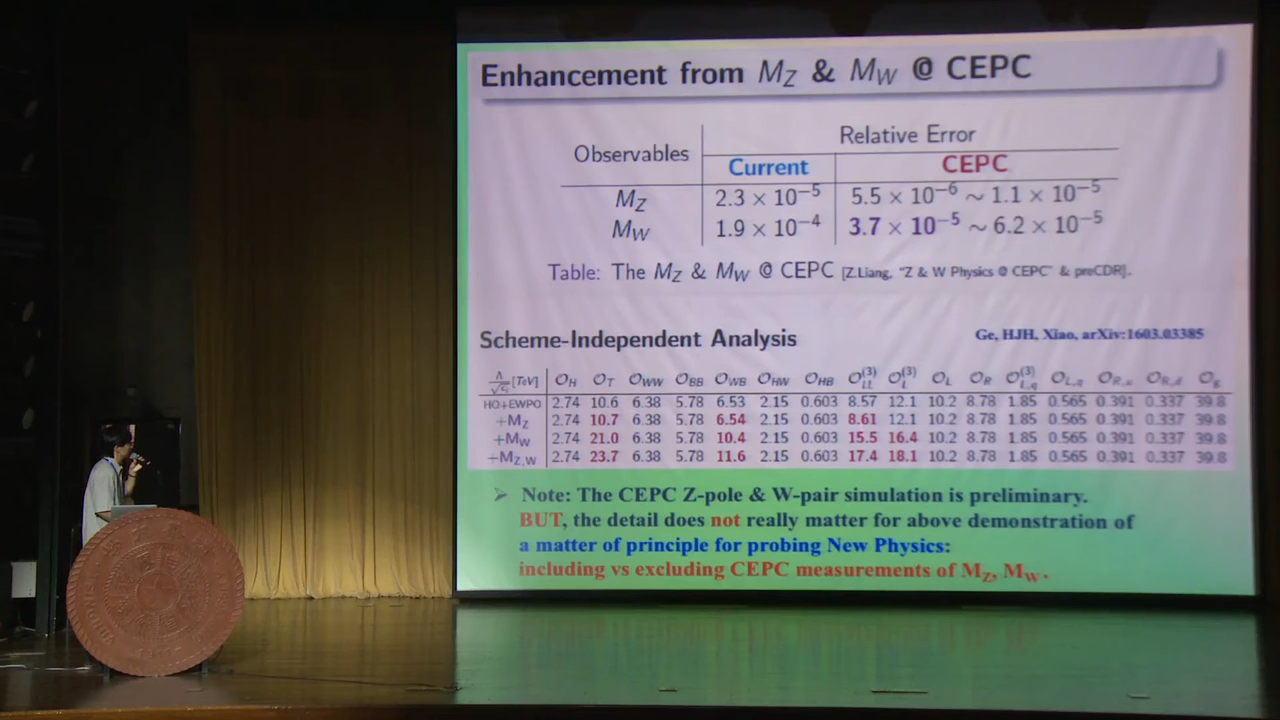 Enhancement from M_Z & M_W @ CEPC
Observables Relative Error
Current CEPC
M_Z 2.3 × 10^−5 5.5 × 10^−6 ~ 1.1 × 10^−5
M_W 1.9 × 10^−4 3.7 × 10^−5 ~ 6.2 × 10^−5
Table: The M_Z & M_W @ CEPC [Z.Liang, "Z & W Physics @ CEPC" & preCDR].
Scheme-Independent Analysis
Ge, HJH, Xiao, arXiv:1603.03385
Λ/√c_i [TeV] O_H O_T O_WW O_BB O_WB O_HW O_HB O_LL^(3) O_L^(3) O_L O_R O_L,q^(3) O_L,q O_R,u O_R,d O_g
HO+EWPO 2.74 10.6 6.38 5.78 6.53 2.15 0.603 8.57 12.1 10.2 8.78 1.85 0.565 0.391 0.337 39.8
+M_Z 2.74 10.7 6.38 5.78 6.54 2.15 0.603 8.61 12.1 10.2 8.78 1.85 0.565 0.391 0.337 39.8
+M_W 2.74 21.0 6.38 5.78 10.4 2.15 0.603 15.5 16.4 10.2 8.78 1.85 0.565 0.391 0.337 39.8
+M_Z,W 2.74 23.7 6.38 5.78 11.6 2.15 0.603 17.4 18.1 10.2 8.78 1.85 0.565 0.391 0.337 39.8
➢ Note: The CEPC Z-pole & W-pair simulation is preliminary.
BUT, the detail does not really matter for above demonstration of
a matter of principle for probing New Physics:
including vs excluding CEPC measurements of M_Z, M_W.